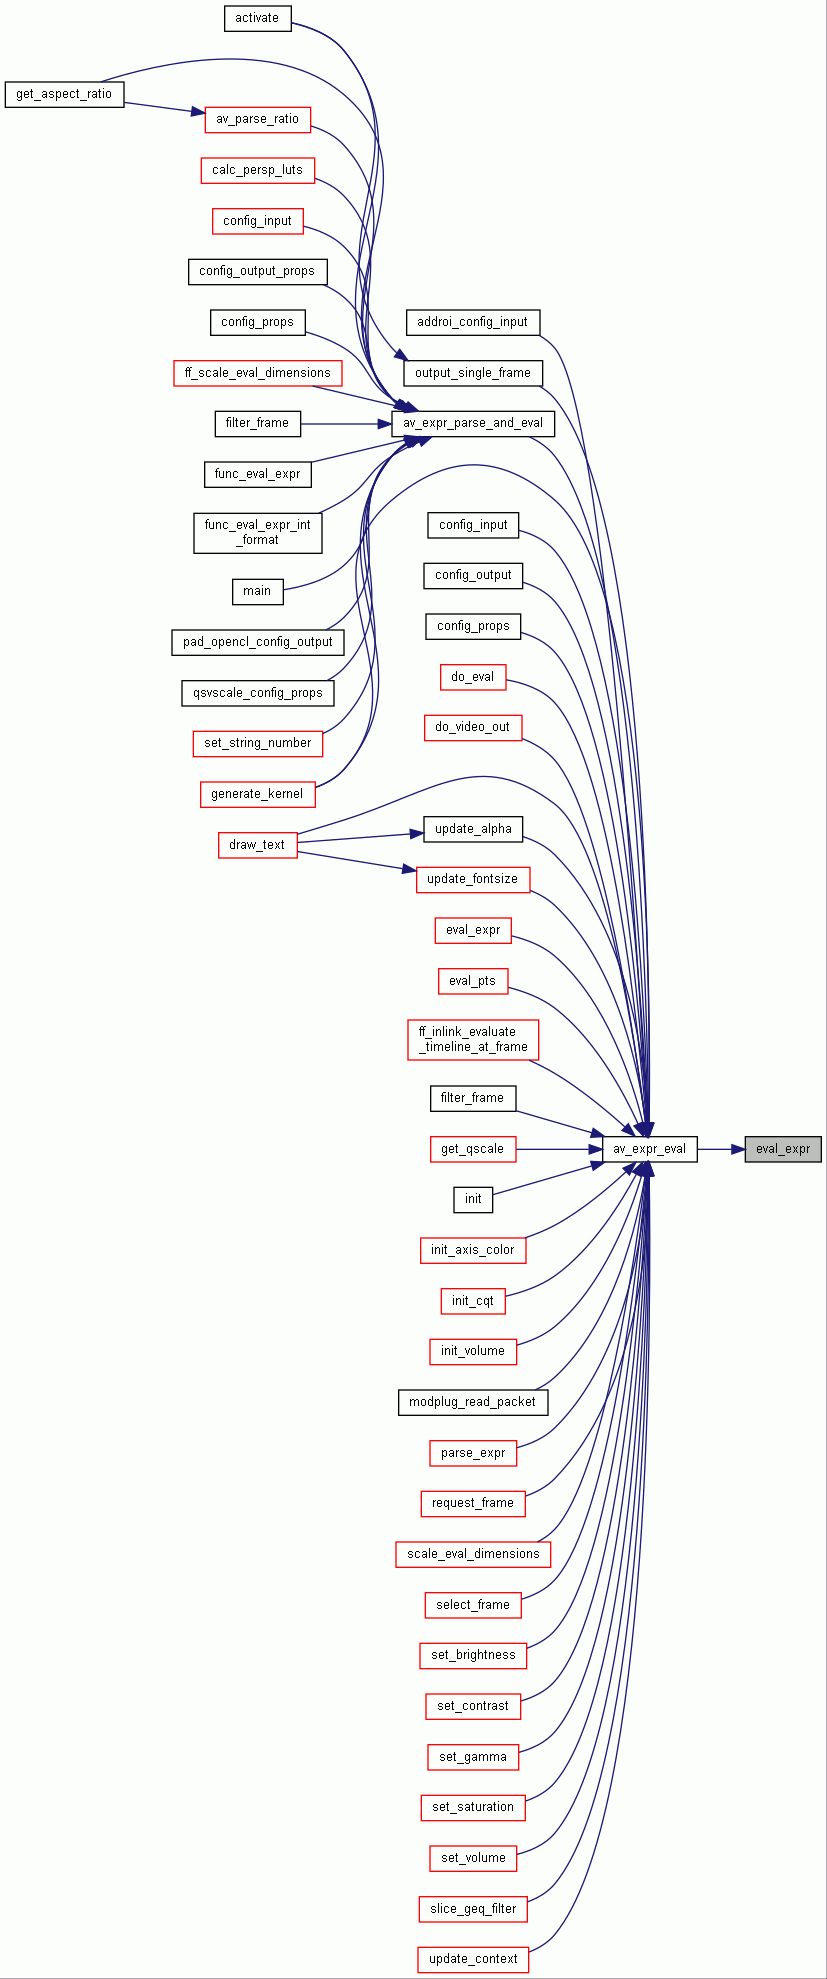 activate
get_aspect_ratio
av_parse_ratio
calc_persp_luts
config_input
config_output_props
config_props
addroi_config_input
ff_scale_eval_dimensions
output_single_frame
filter_frame
av_expr_parse_and_eval
func_eval_expr
func_eval_expr_int
_format
config_input
config_output
main
config_props
pad_opencl_config_output
do_eval
qsvscale_config_props
do_video_out
set_string_number
generate_kernel
update_alpha
draw_text
update_fontsize
eval_expr
eval_pts
ff_inlink_evaluate
_timeline_at_frame
filter_frame
get_qscale
av_expr_eval
eval_expr
init
init_axis_color
init_cqt
init_volume
modplug_read_packet
parse_expr
request_frame
scale_eval_dimensions
select_frame
set_brightness
set_contrast
set_gamma
set_saturation
set_volume
slice_geq_filter
update_context